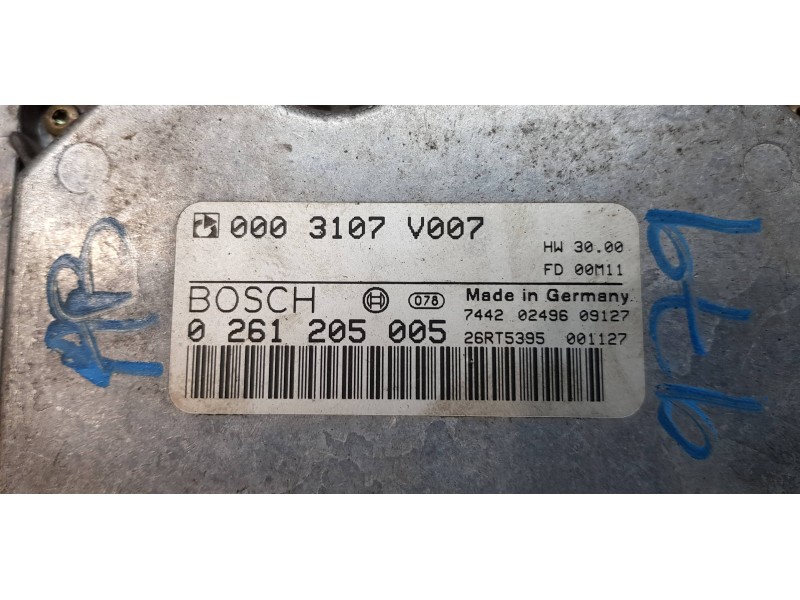 000 3107 V007
HW 30.00
FD 00M11
BOSCH
078
Made in Germany
7442 02496 09127
0 261 205 005
26RT5395 001127
979